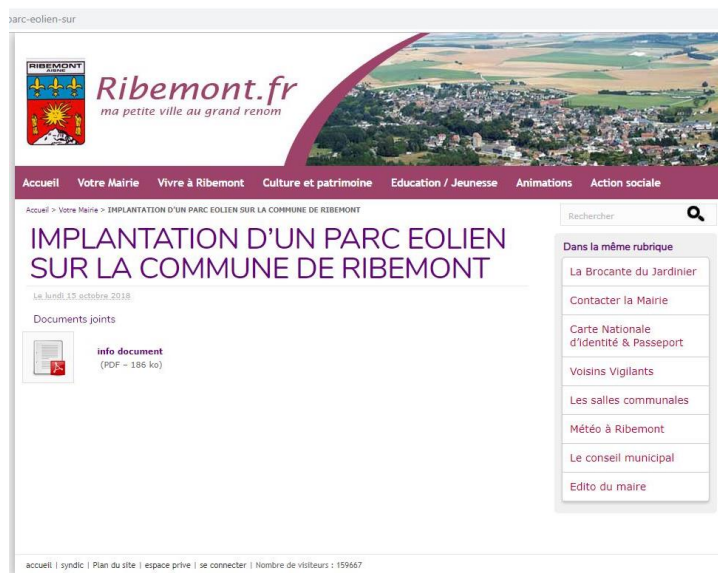 parc-eolien-sur
RIBEMONT
AISNE
Ribemont.fr
ma petite ville au grand renom
Accueil Votre Mairie Vivre à Ribemont Culture et patrimoine Education / Jeunesse Animations Action sociale
Accueil > Votre Mairie > IMPLANTATION D'UN PARC EOLIEN SUR LA COMMUNE DE RIBEMONT
Rechercher
IMPLANTATION D'UN PARC EOLIEN
SUR LA COMMUNE DE RIBEMONT
Le lundi 15 octobre 2018
Documents joints
info document
(PDF – 186 ko)
Dans la même rubrique
La Brocante du Jardinier
Contacter la Mairie
Carte Nationale
d'identité & Passeport
Voisins Vigilants
Les salles communales
Météo à Ribemont
Le conseil municipal
Edito du maire
accueil | syndic | Plan du site | espace prive | se connecter | Nombre de visiteurs : 159667